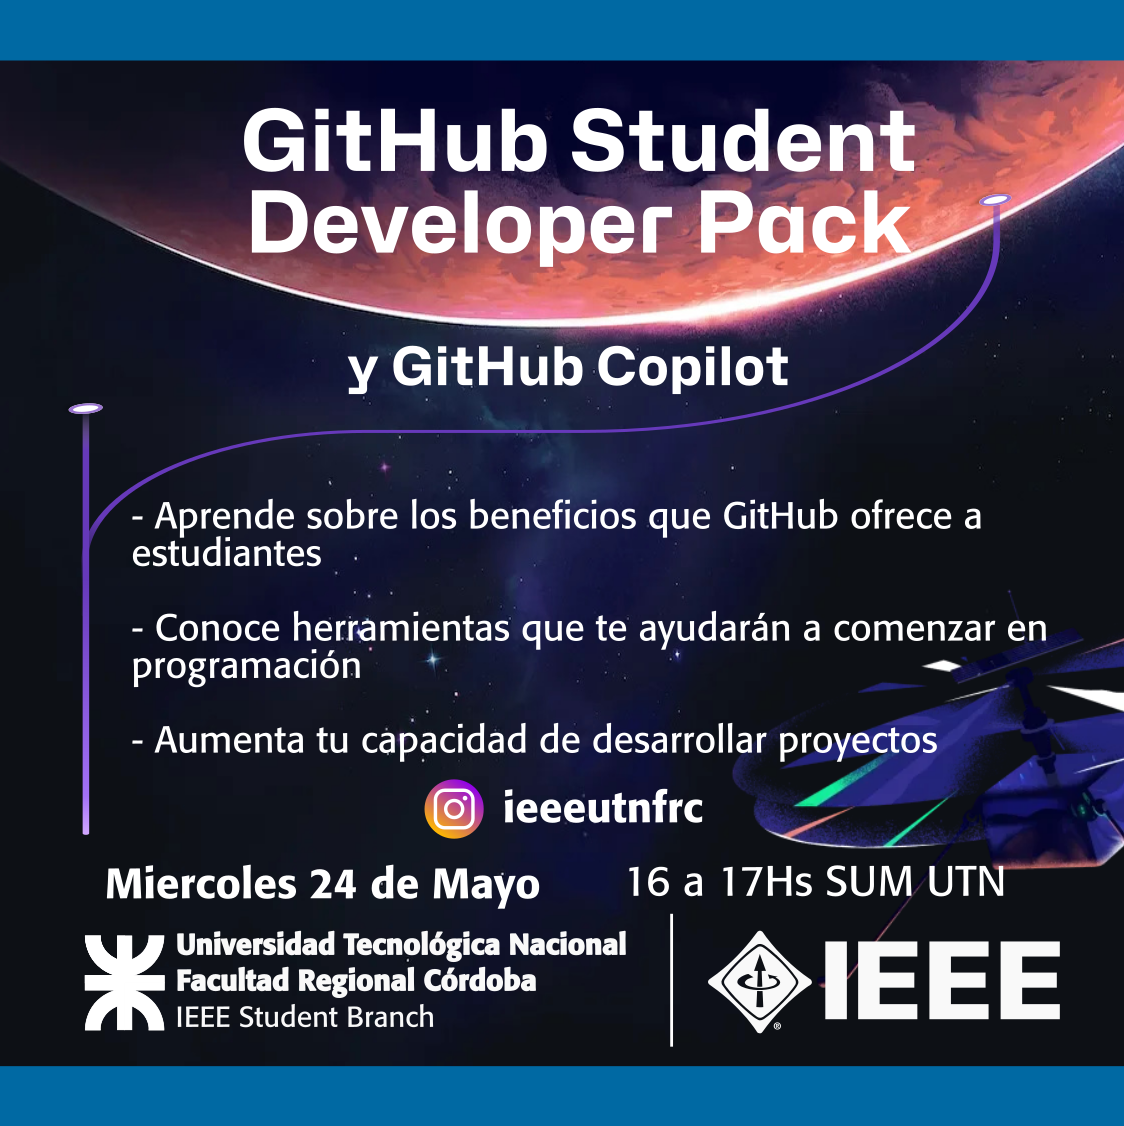 GitHub Student
Developer Pack
y GitHub Copilot
- Aprende sobre los beneficios que GitHub ofrece a
estudiantes
- Conoce herramientas que te ayudarán a comenzar en
programación
- Aumenta tu capacidad de desarrollar proyectos
ieeeutnfrc
Miercoles 24 de Mayo
16 a 17Hs SUM UTN
Universidad Tecnológica Nacional
Facultad Regional Córdoba
IEEE Student Branch
®
IEEE